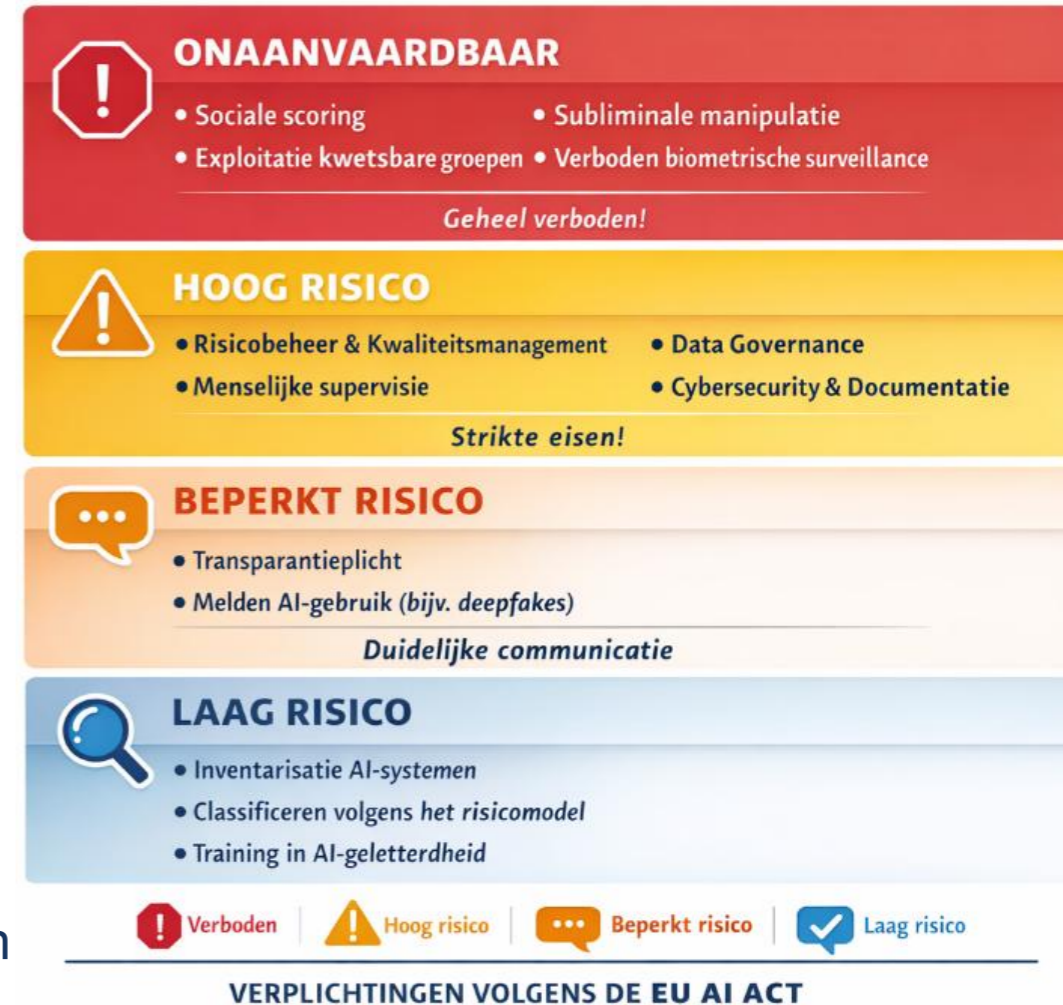 ONAANVAARDBAAR
• Sociale scoring • Subliminale manipulatie
• Exploitatie kwetsbare groepen • Verboden biometrische surveillance
Geheel verboden!
HOOG RISICO
• Risicobeheer & Kwaliteitsmanagement • Data Governance
• Menselijke supervisie • Cybersecurity & Documentatie
Strikte eisen!
BEPERKT RISICO
• Transparantieplicht
• Melden AI-gebruik (bijv. deepfakes)
Duidelijke communicatie
LAAG RISICO
• Inventarisatie AI-systemen
• Classificeren volgens het risicomodel
• Training in AI-geletterdheid
Verboden | Hoog risico | Beperkt risico | Laag risico
VERPLICHTINGEN VOLGENS DE EU AI ACT